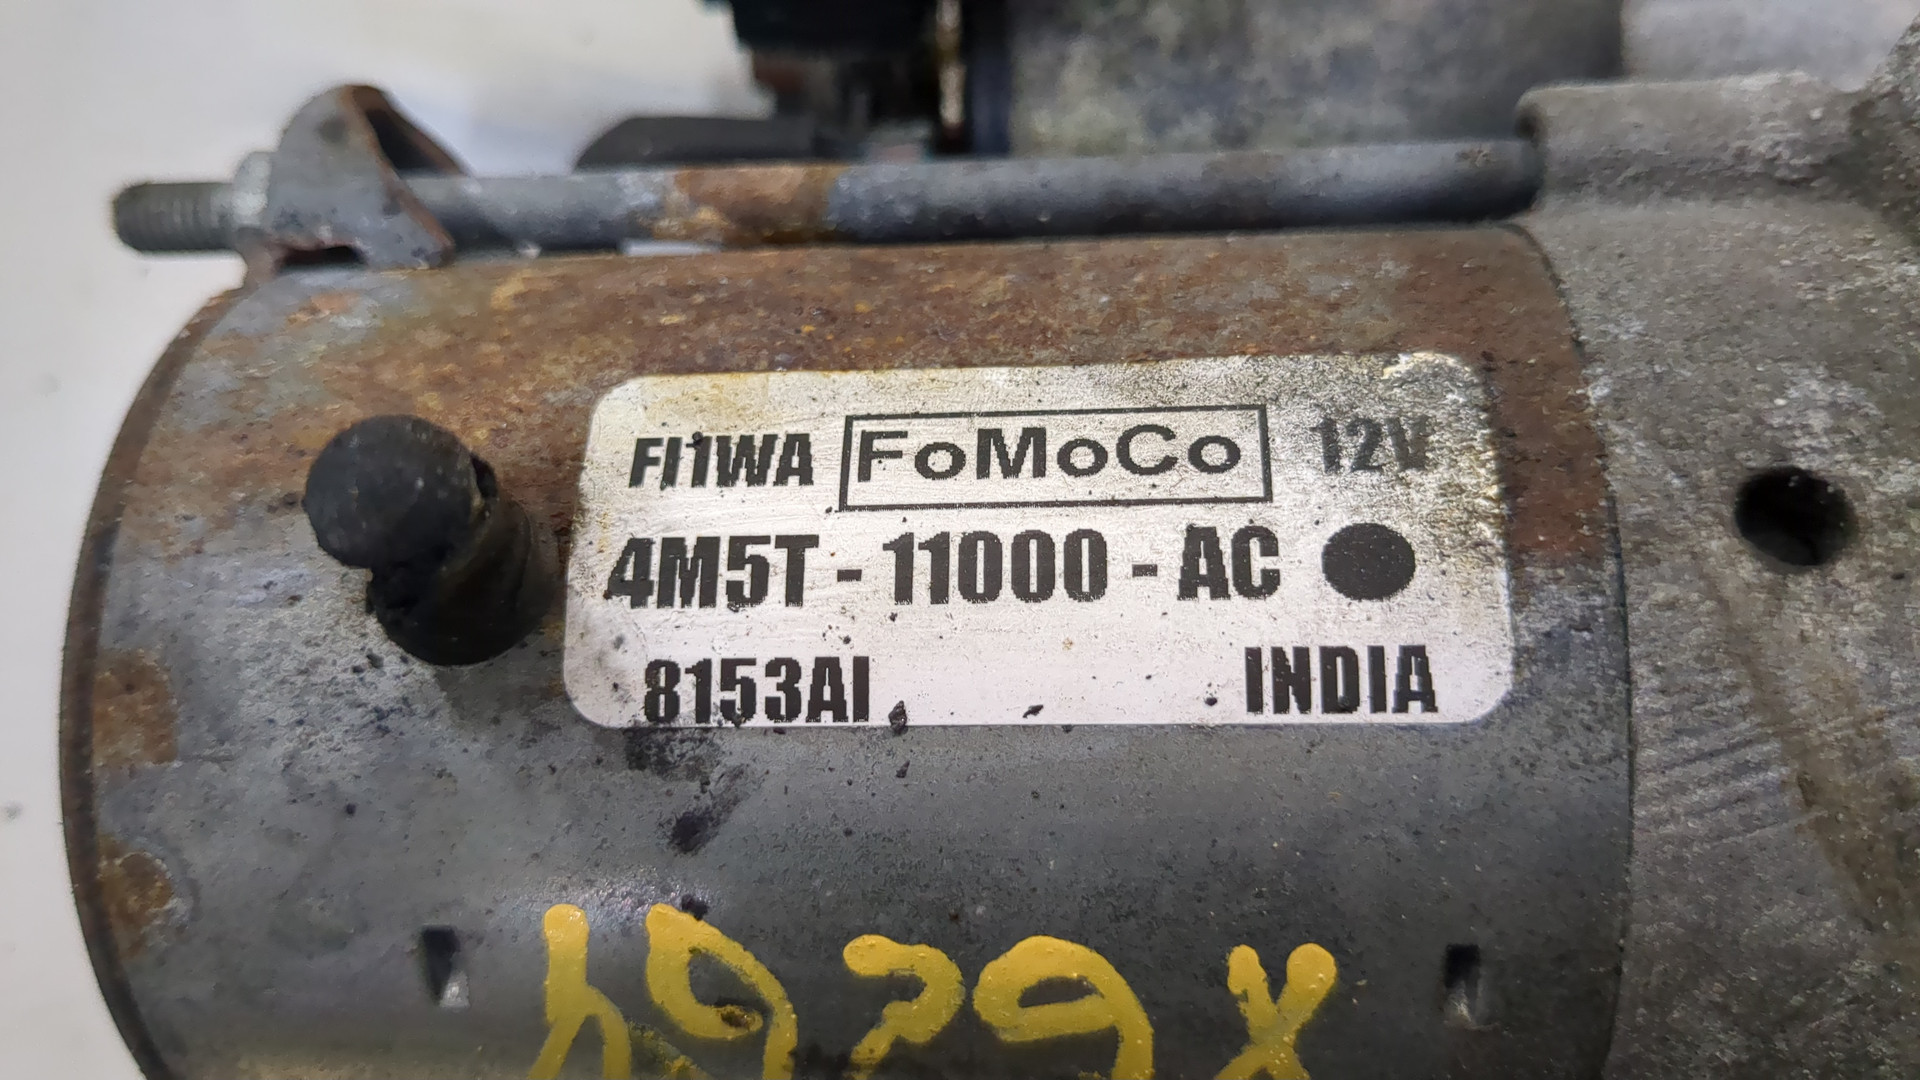 FI1WA FoMoCo 12V
4M5T - 11000 - AC
8153AI INDIA